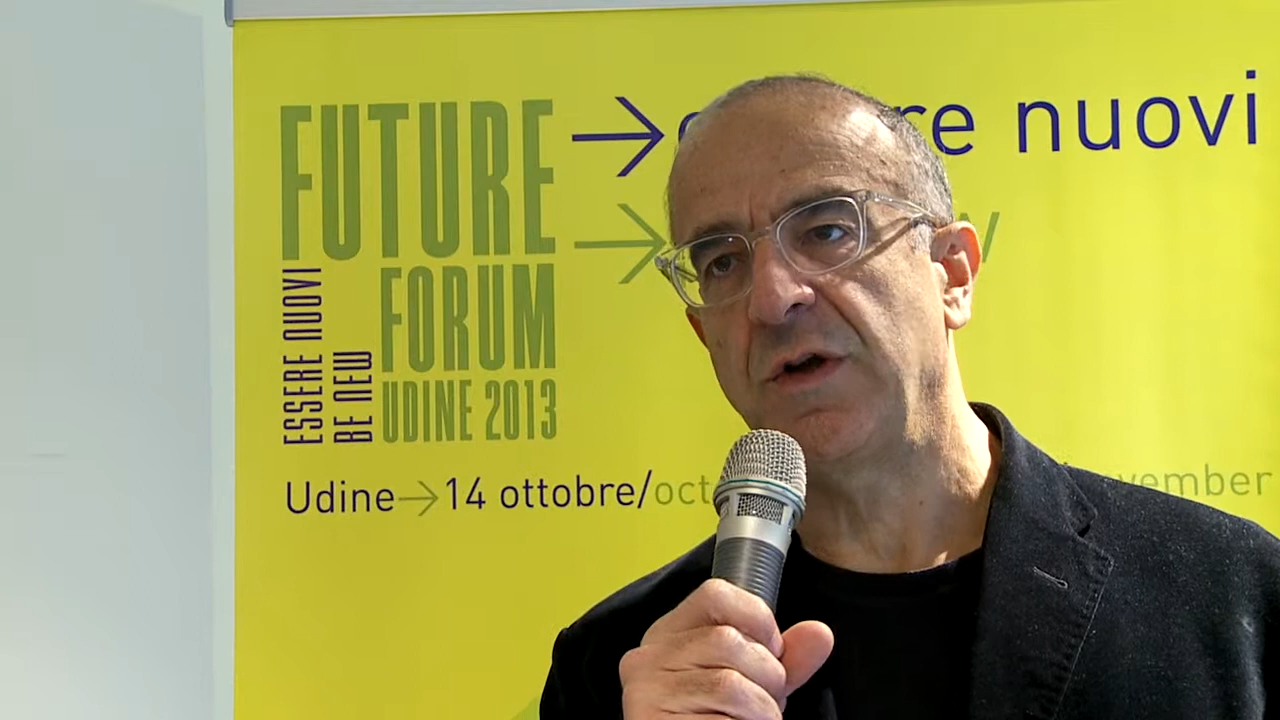 FUTURE
FORUM
UDINE 2013
ESSERE NUOVI
BE NEW
→ re nuovi
→
Udine→14 ottobre/oct vember